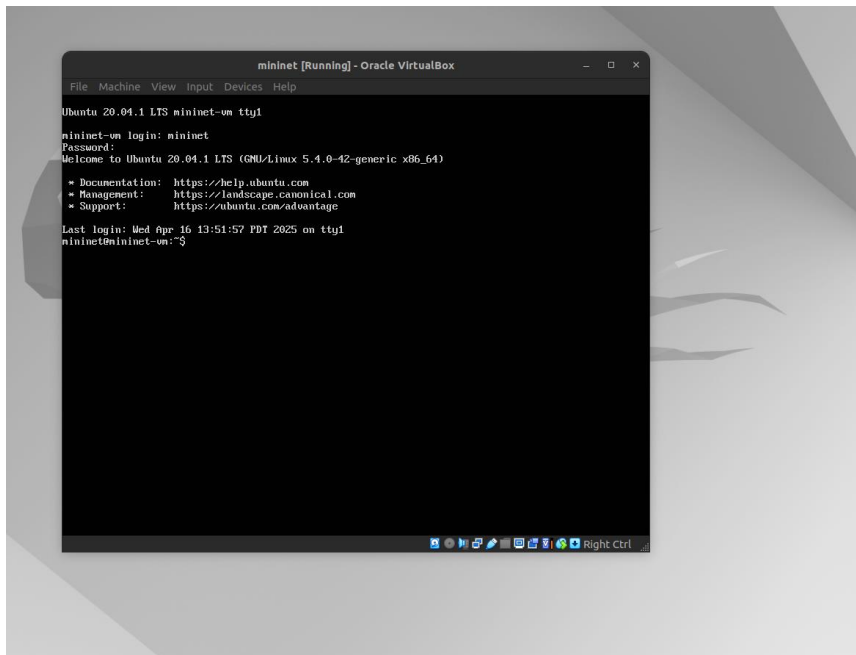 mininet [Running] - Oracle VirtualBox
File Machine View Input Devices Help
Ubuntu 20.04.1 LTS mininet-vm tty1
mininet-vm login: mininet
Password:
Welcome to Ubuntu 20.04.1 LTS (GNU/Linux 5.4.0-42-generic x86_64)
* Documentation: https://help.ubuntu.com
* Management: https://landscape.canonical.com
* Support: https://ubuntu.com/advantage
Last login: Wed Apr 16 13:51:57 PDT 2025 on tty1
mininet@mininet-vm:~$
Right Ctrl